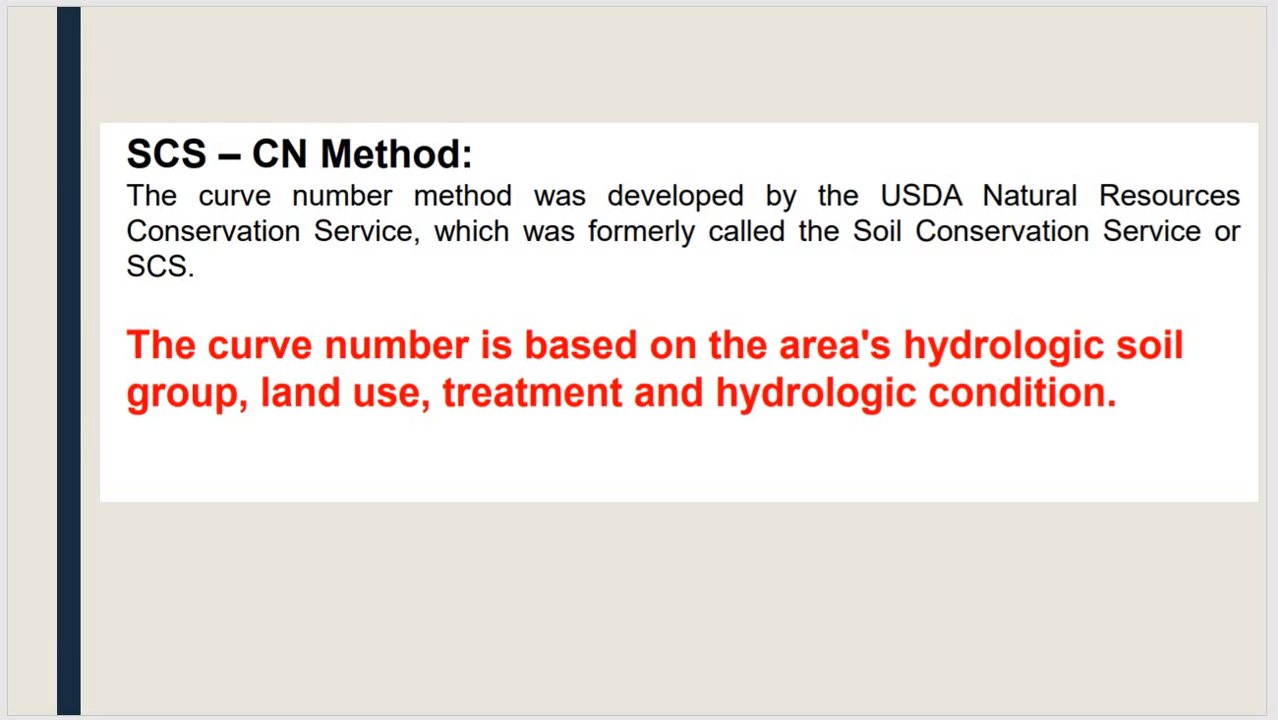 SCS – CN Method:
The curve number method was developed by the USDA Natural Resources
Conservation Service, which was formerly called the Soil Conservation Service or
SCS.
The curve number is based on the area's hydrologic soil
group, land use, treatment and hydrologic condition.